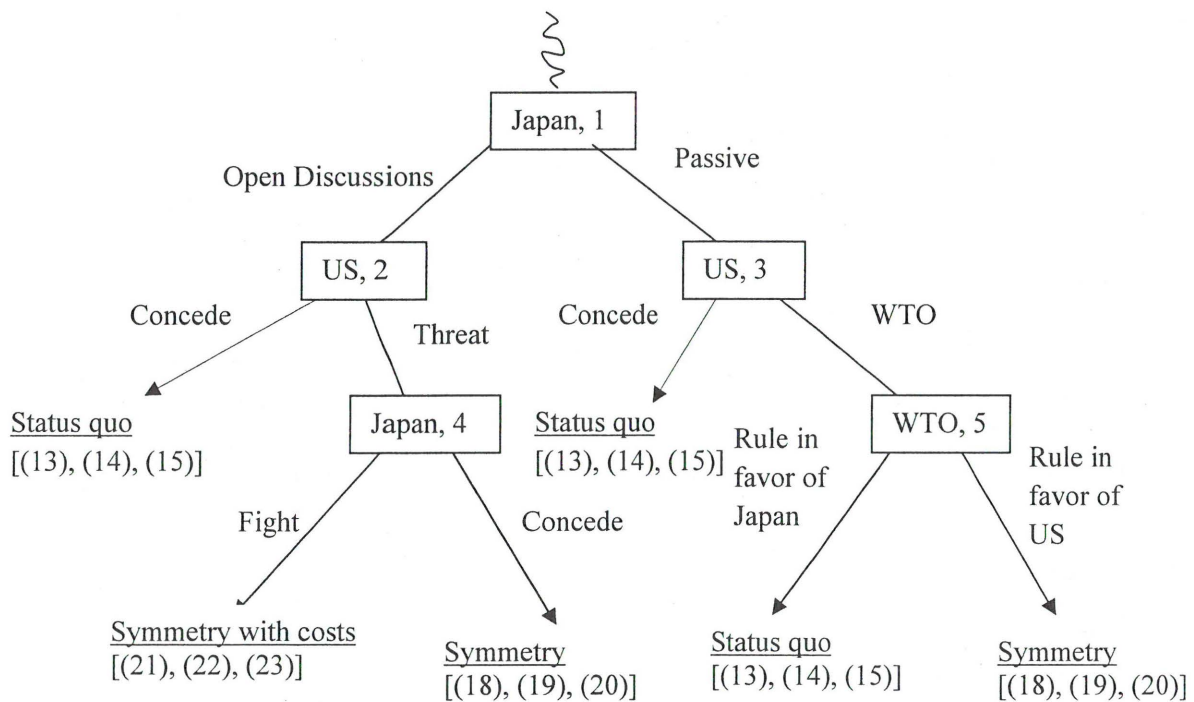 Japan, 1
Open Discussions
Passive
US, 2
US, 3
Concede
Threat
Concede
WTO
Status quo
[(13), (14), (15)]
Japan, 4
Status quo
[(13), (14), (15)]
Rule in
favor of
Japan
WTO, 5
Rule in
favor of
US
Fight
Concede
Symmetry with costs
[(21), (22), (23)]
Symmetry
[(18), (19), (20)]
Status quo
[(13), (14), (15)]
Symmetry
[(18), (19), (20)]